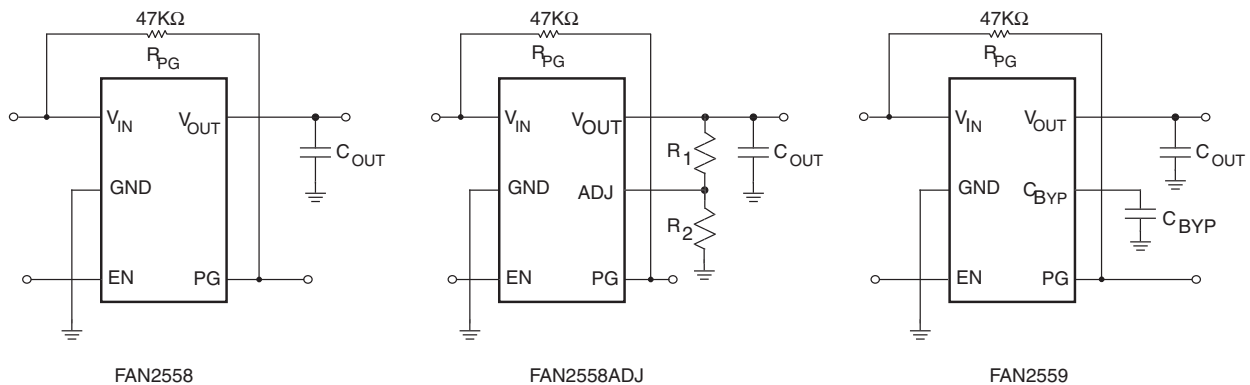 47KΩ
RPG
VIN
VOUT
COUT
GND
EN
PG
FAN2558
47KΩ
RPG
VIN
VOUT
R1
COUT
GND
ADJ
R2
EN
PG
FAN2558ADJ
47KΩ
RPG
VIn
VOUT
COUT
GND
CBYP
CBYP
EN
PG
FAN2559